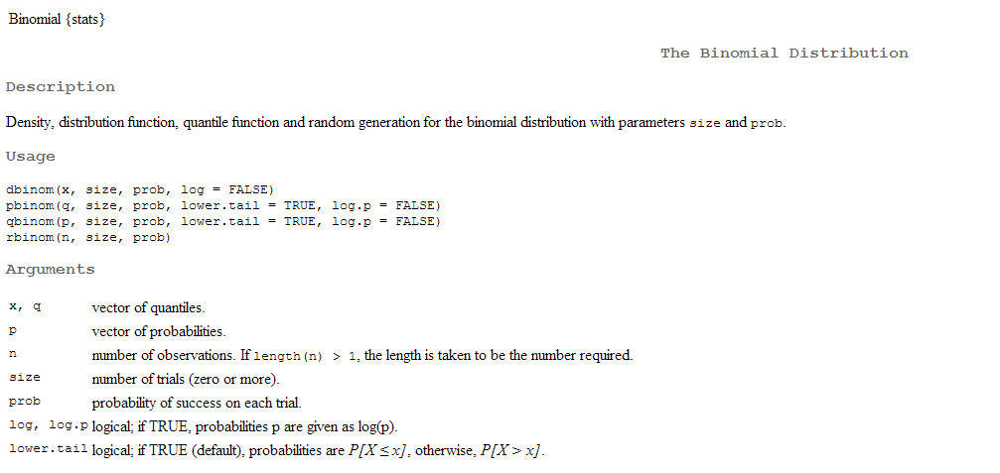 Binomial {stats}
The Binomial Distribution
Description
Density, distribution function, quantile function and random generation for the binomial distribution with parameters size and prob.
Usage
dbinom(x, size, prob, log = FALSE)
pbinom(q, size, prob, lower.tail = TRUE, log.p = FALSE)
qbinom(p, size, prob, lower.tail = TRUE, log.p = FALSE)
rbinom(n, size, prob)
Arguments
x, q vector of quantiles.
p vector of probabilities.
n number of observations. If length(n) > 1, the length is taken to be the number required.
size number of trials (zero or more).
prob probability of success on each trial.
log, log.p logical; if TRUE, probabilities p are given as log(p).
lower.tail logical; if TRUE (default), probabilities are P[X ≤ x], otherwise, P[X > x].